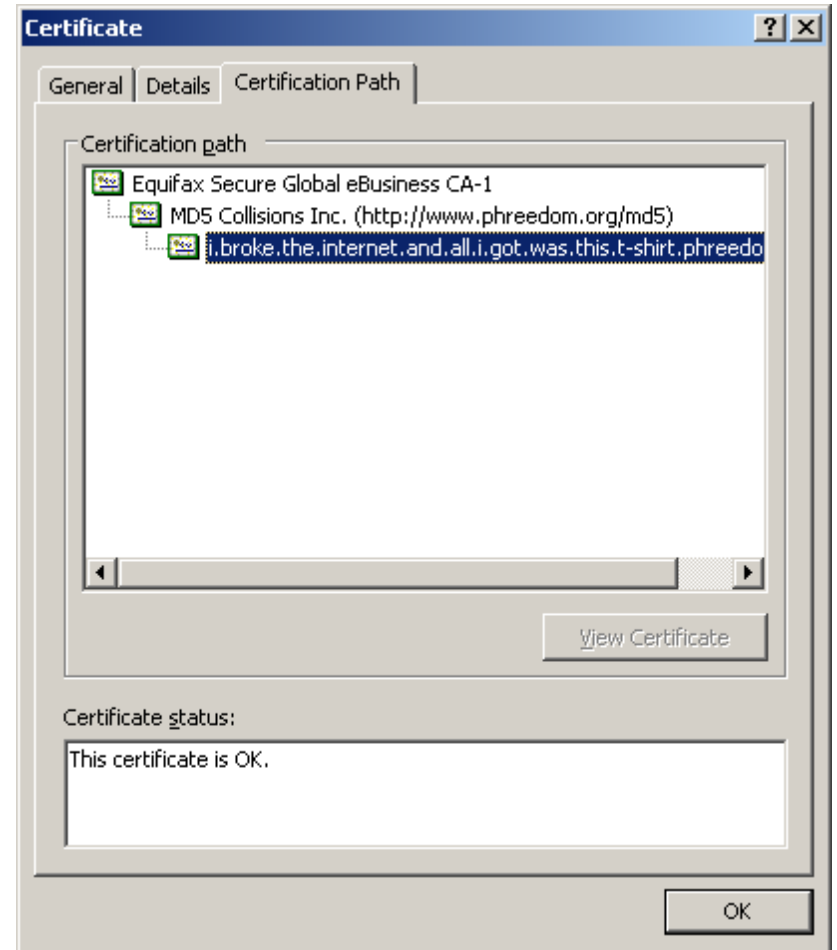 Certificate
General
Details
Certification Path
Certification path
Equifax Secure Global eBusiness CA-1
MD5 Collisions Inc. (http://www.phreedom.org/md5)
i.broke.the.internet.and.all.i.got.was.this.t-shirt.phreedo
View Certificate
Certificate status:
This certificate is OK.
OK